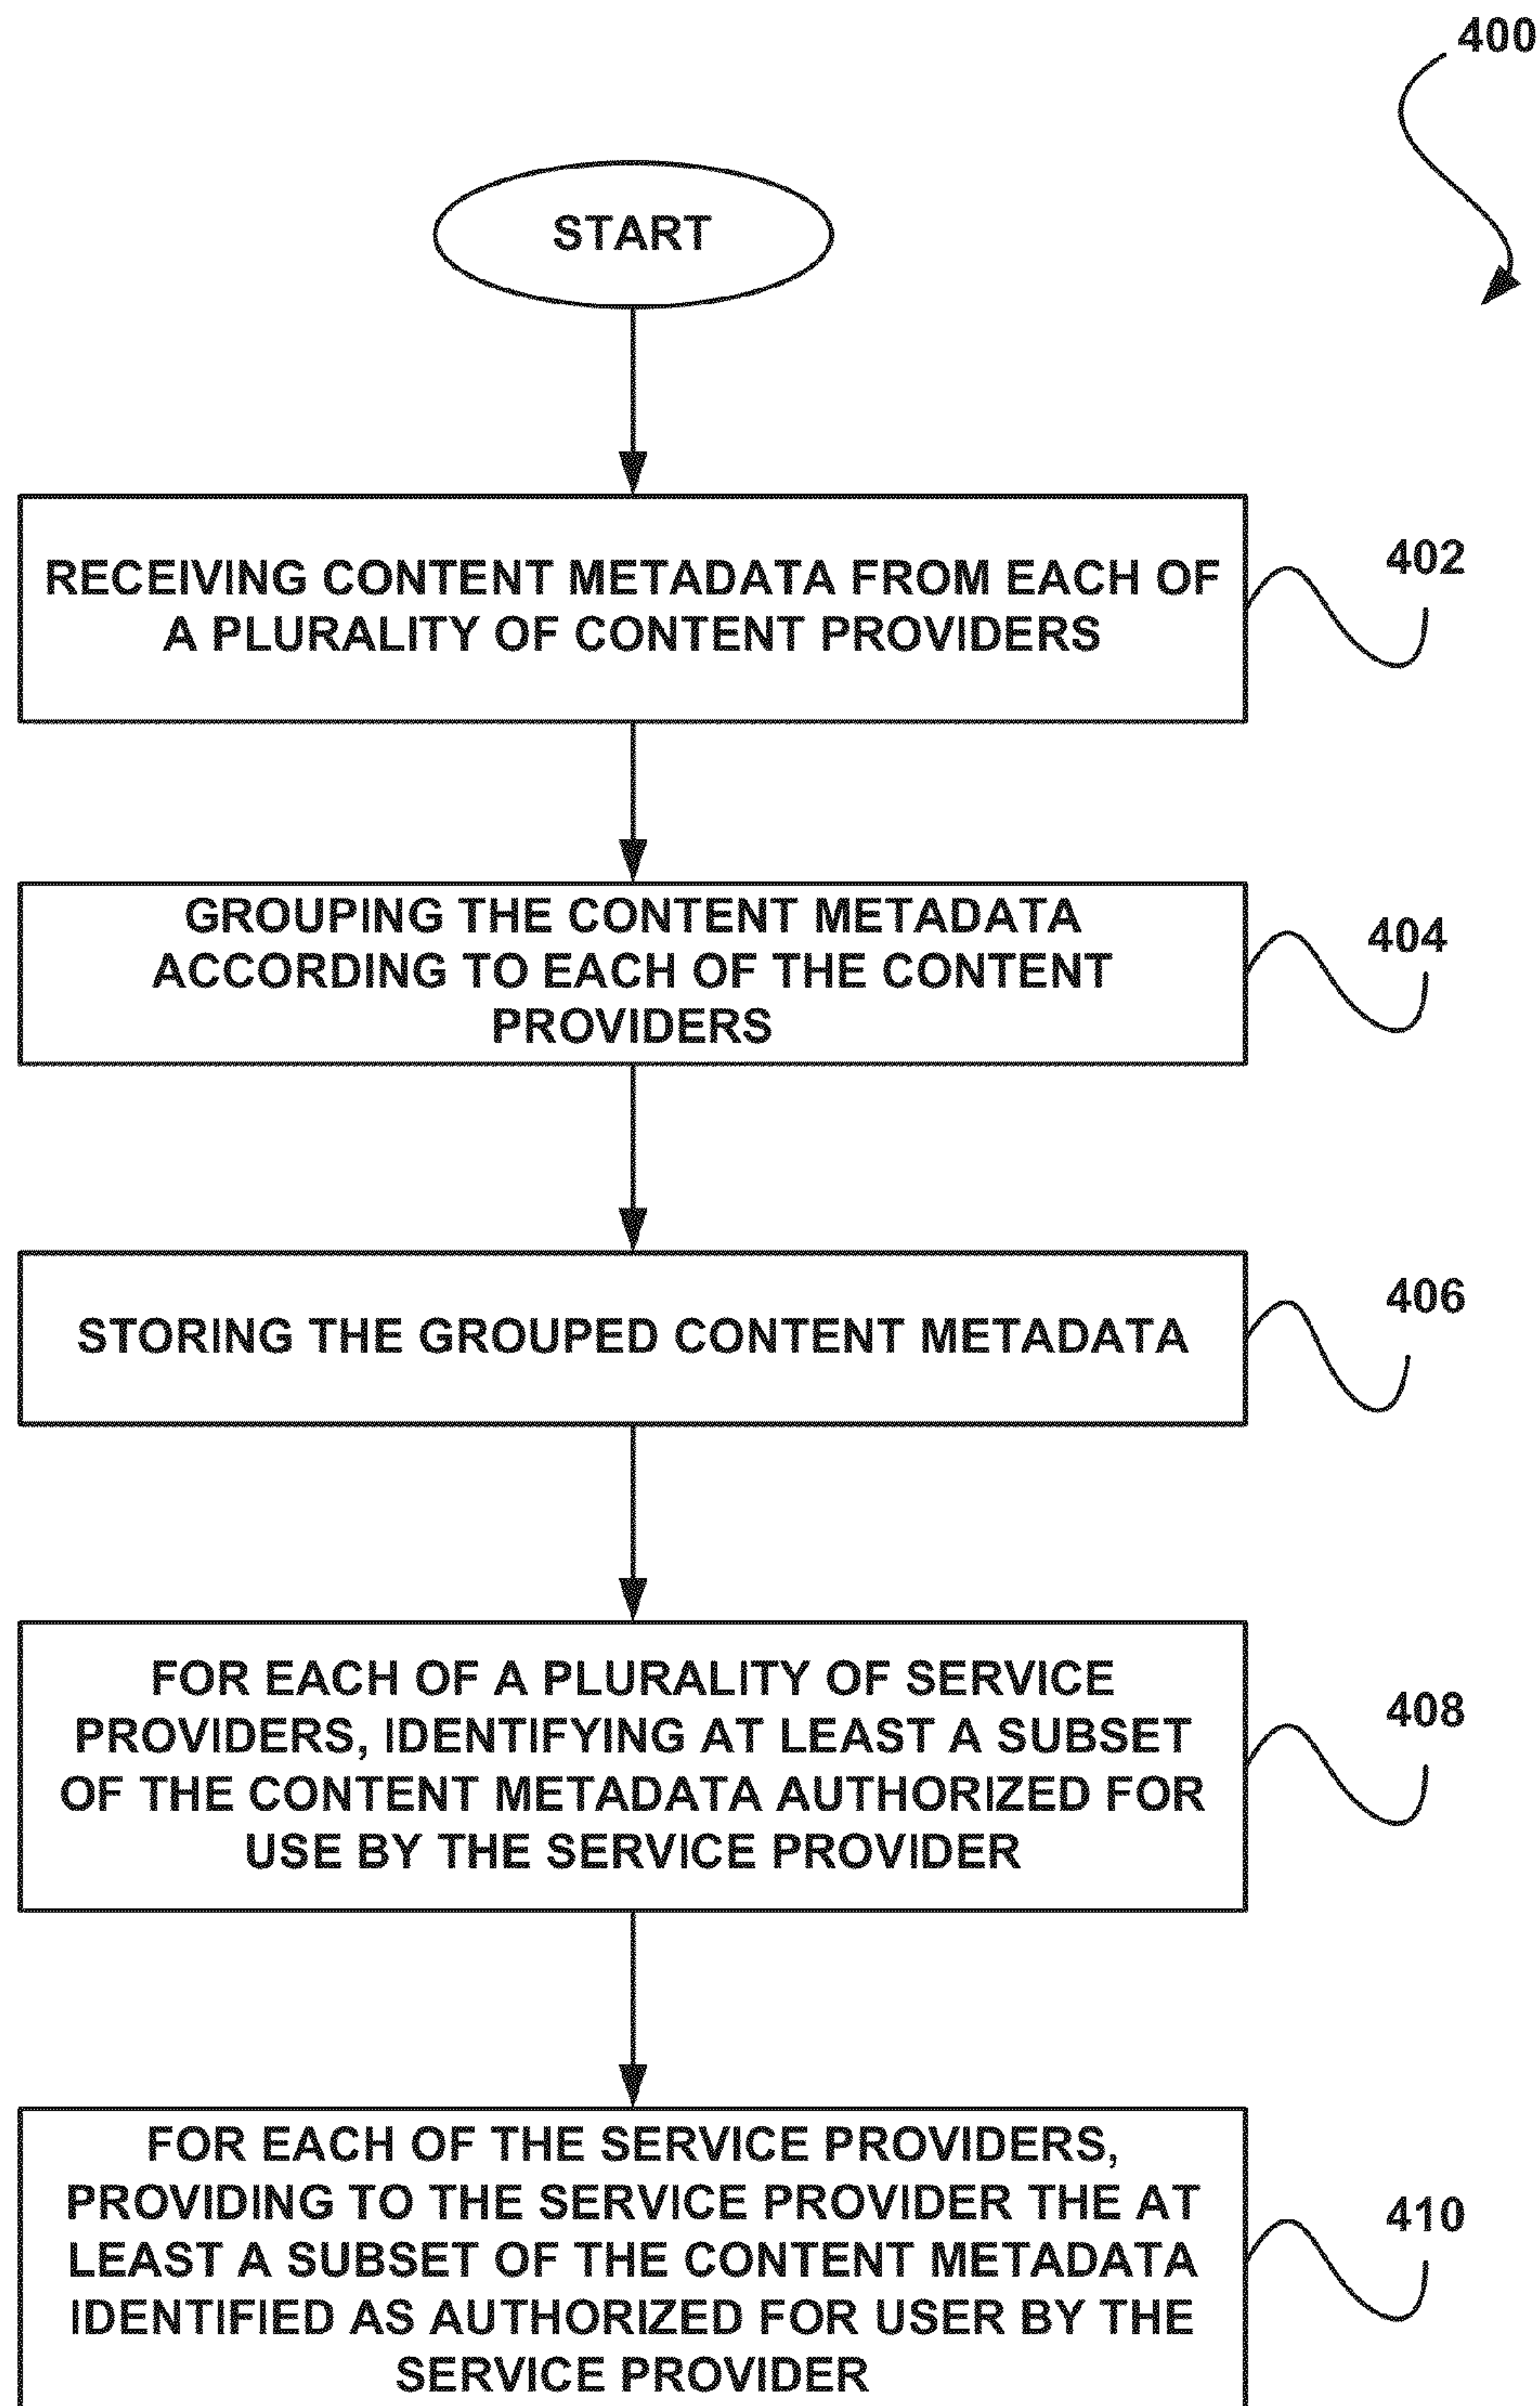 400
START
RECEIVING CONTENT METADATA FROM EACH OF
A PLURALITY OF CONTENT PROVIDERS
402
GROUPING THE CONTENT METADATA
ACCORDING TO EACH OF THE CONTENT
PROVIDERS
404
STORING THE GROUPED CONTENT METADATA
406
FOR EACH OF A PLURALITY OF SERVICE
PROVIDERS, IDENTIFYING AT LEAST A SUBSET
OF THE CONTENT METADATA AUTHORIZED FOR
USE BY THE SERVICE PROVIDER
408
FOR EACH OF THE SERVICE PROVIDERS,
PROVIDING TO THE SERVICE PROVIDER THE AT
LEAST A SUBSET OF THE CONTENT METADATA
IDENTIFIED AS AUTHORIZED FOR USER BY THE
SERVICE PROVIDER
410